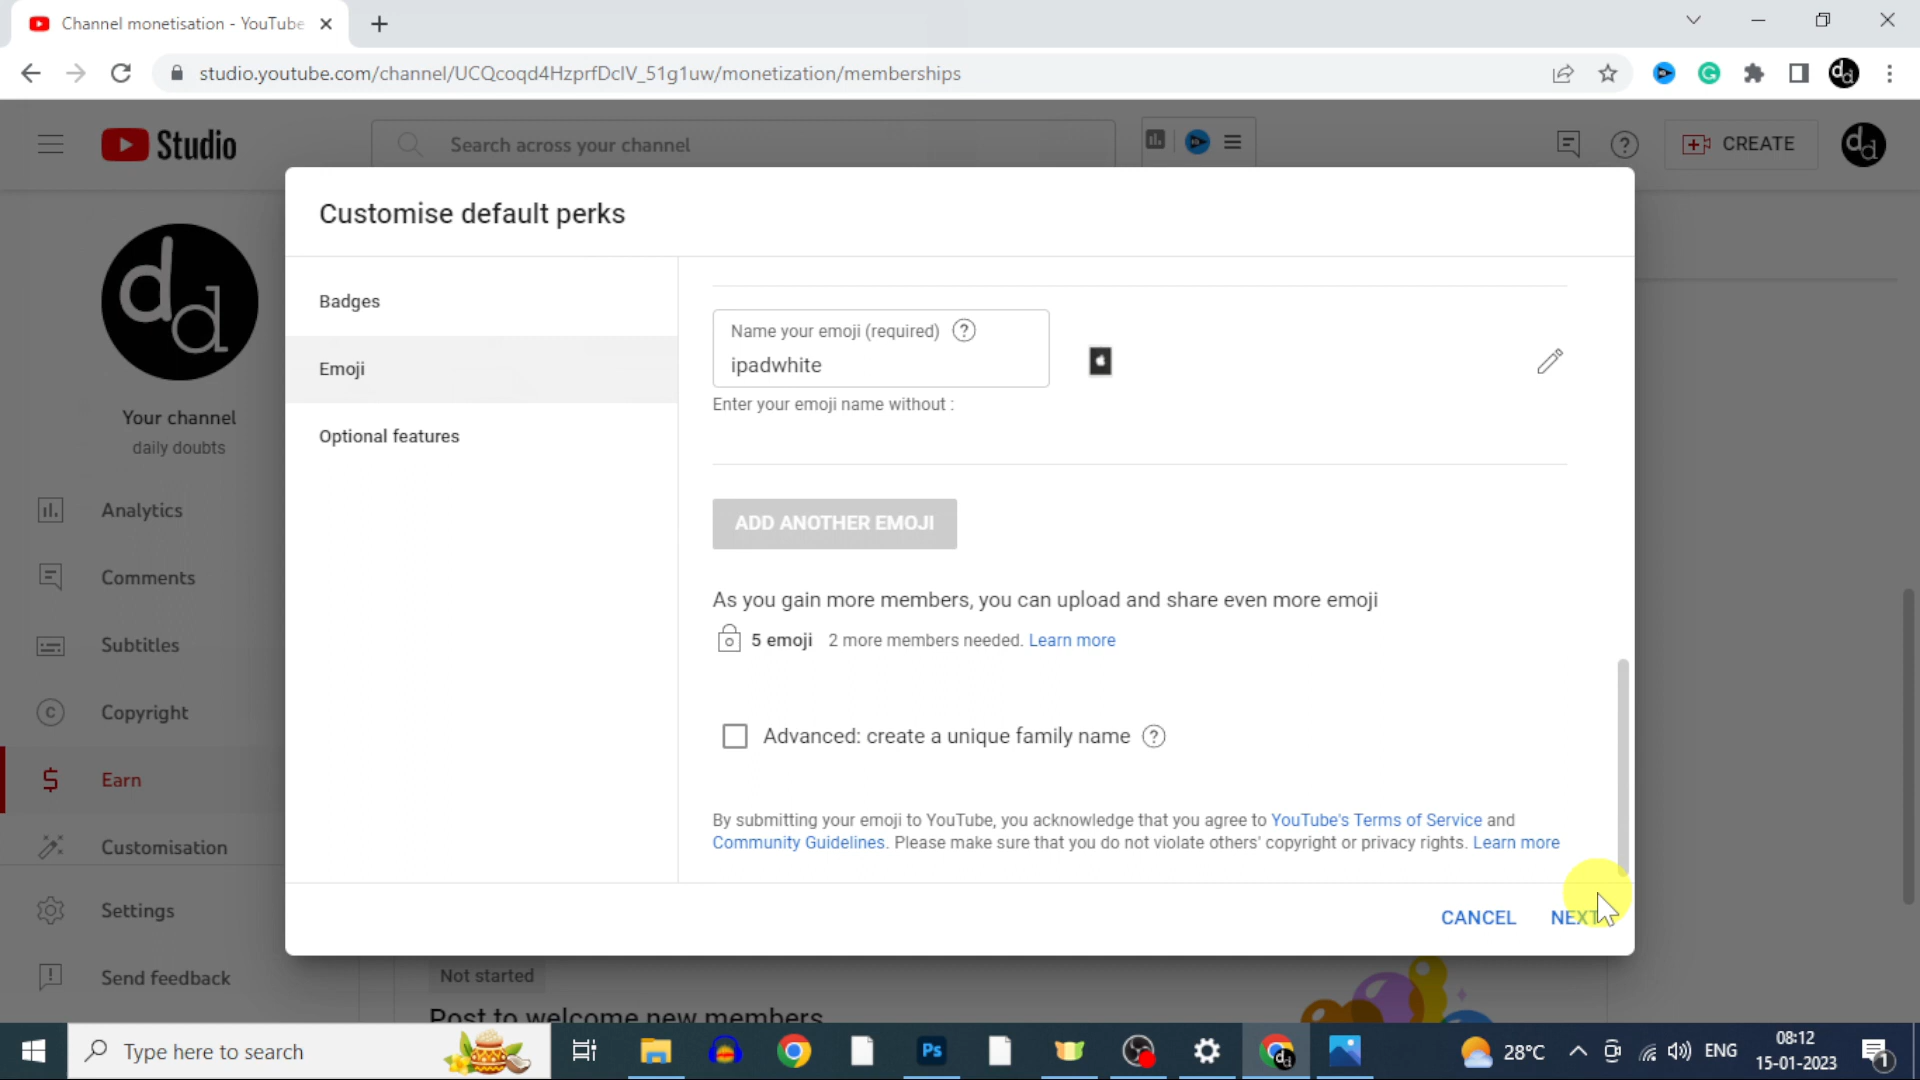 Channel monetisation - YouTube
studio.youtube.com/channel/UCQcoqd4HzprfDclV_51g1uw/monetization/memberships
Studio
Search across your channel
CREATE
dd
Customise default perks
dd
Badges
Emoji
Optional features
Name your emoji (required)
ipadwhite
Enter your emoji name without :
ADD ANOTHER EMOJI
As you gain more members, you can upload and share even more emoji
5 emoji 2 more members needed. Learn more
Advanced: create a unique family name
By submitting your emoji to YouTube, you acknowledge that you agree to YouTube's Terms of Service and
Community Guidelines. Please make sure that you do not violate others' copyright or privacy rights. Learn more
CANCEL NEXT
Your channel
daily doubts
Analytics
Comments
Subtitles
Copyright
Earn
Customisation
Settings
Send feedback
Not started
Post to welcome new members
Type here to search
Ps
28°C
ENG
08:12
15-01-2023
1